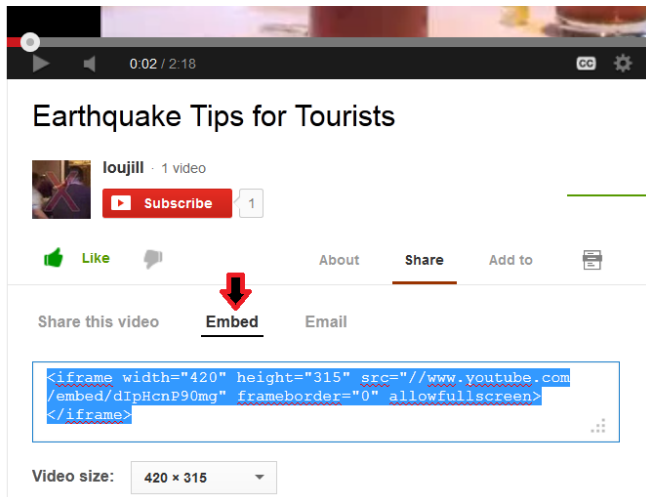 0:02 / 2:18 CC
Earthquake Tips for Tourists
loujill · 1 video
Subscribe 1
Like About Share Add to
Share this video Embed Email
<iframe width="420" height="315" src="//www.youtube.com
/embed/dIpHcnP90mg" frameborder="0" allowfullscreen>
</iframe>
Video size: 420 × 315